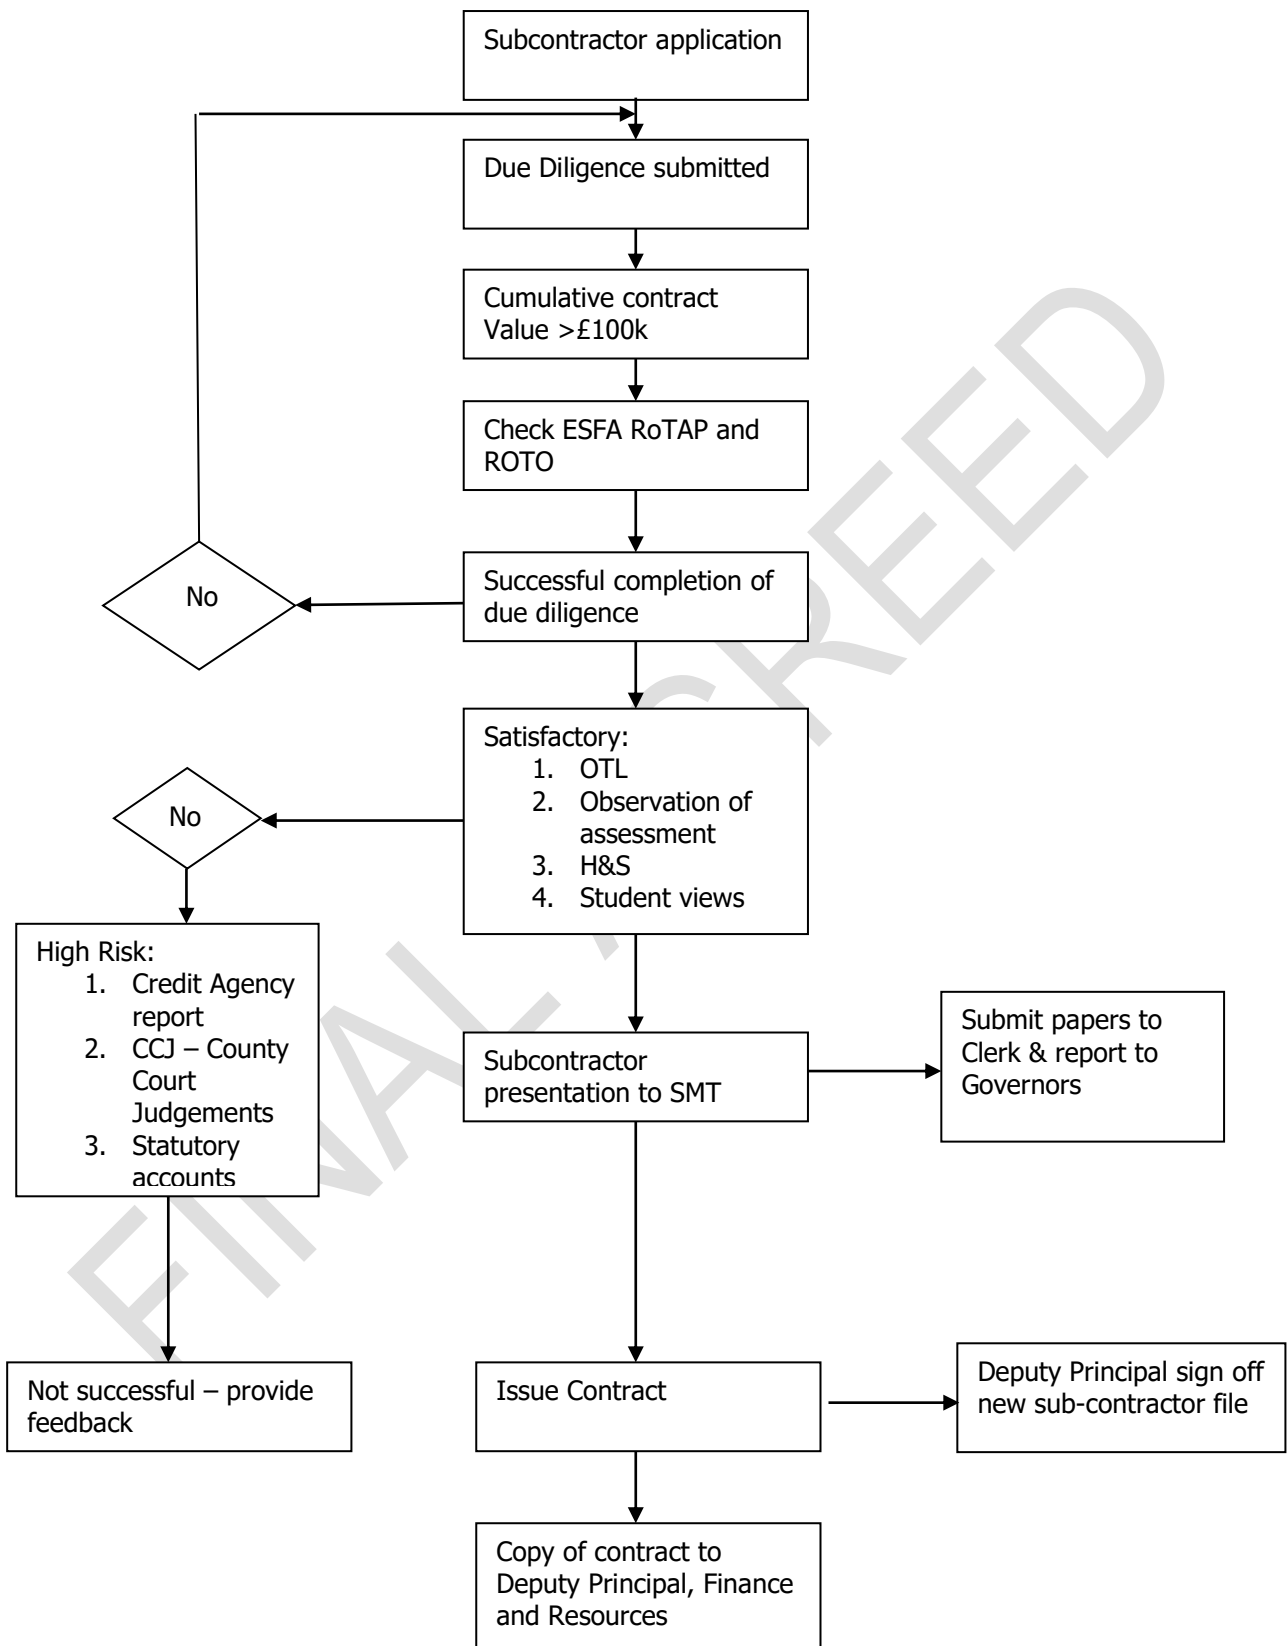 Subcontractor application
Due Diligence submitted
Cumulative contract
Value >£100k
Check ESFA RoTAP and
ROTO
Successful completion of
due diligence
No
Satisfactory:
1. OTL
2. Observation of
assessment
3. H&S
4. Student views
No
High Risk:
1. Credit Agency
report
2. CCJ – County
Court
Judgements
3. Statutory
accounts
Subcontractor
presentation to SMT
Submit papers to
Clerk & report to
Governors
Not successful – provide
feedback
Issue Contract
Deputy Principal sign off
new sub-contractor file
Copy of contract to
Deputy Principal, Finance
and Resources
FINAL AGREED